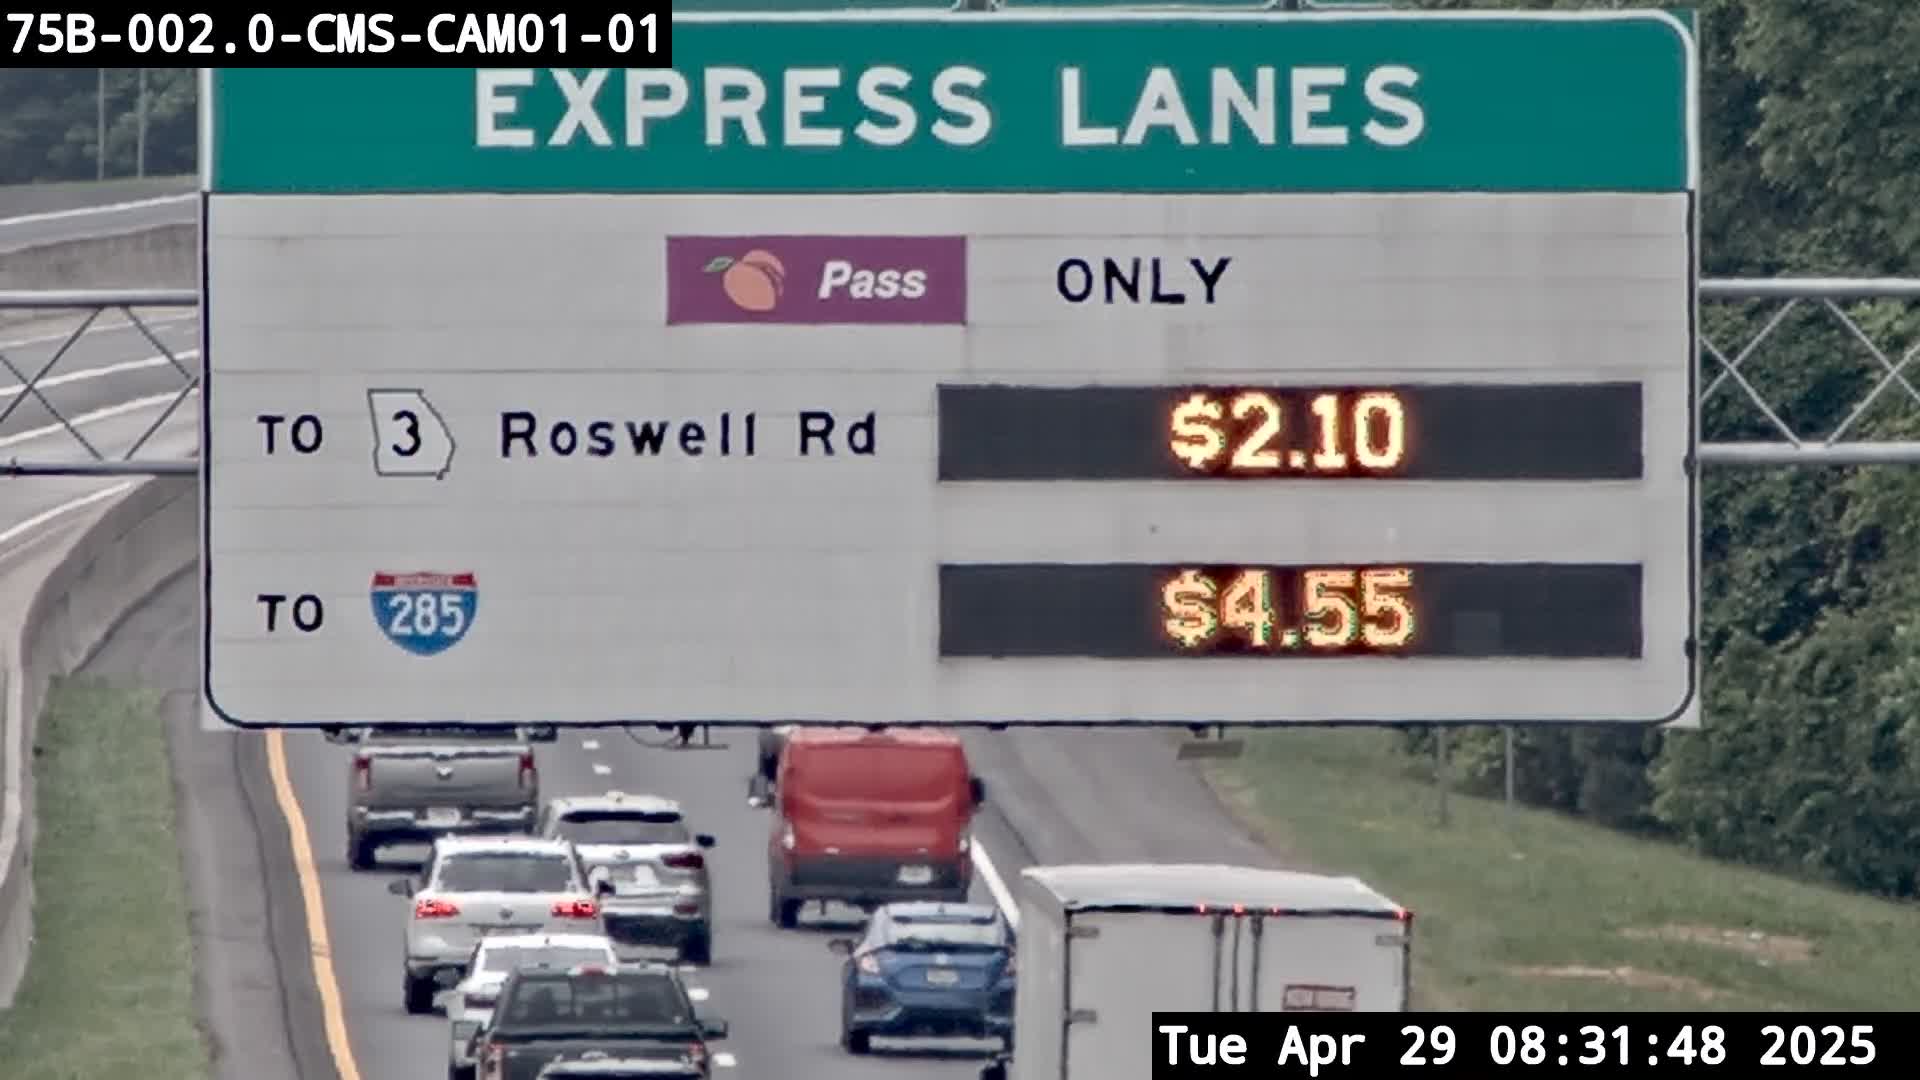 75B-002.0-CMS-CAM01-01
EXPRESS LANES
Pass ONLY
TO 3 Roswell Rd $2.10
TO 285 $4.55
Tue Apr 29 08:31:48 2025